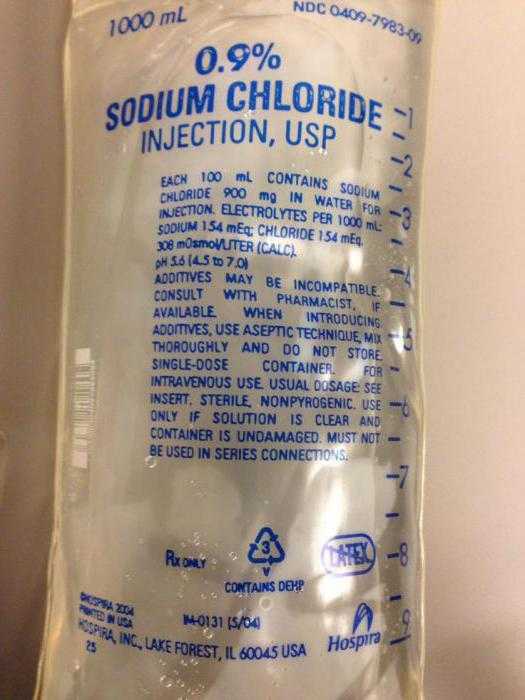 1000 mL
NDC 0409-7983-09
0.9%
SODIUM CHLORIDE
INJECTION, USP
EACH 100 mL CONTAINS SODIUM
CHLORIDE 900 mg IN WATER FOR
INJECTION. ELECTROLYTES PER 1000 mL:
SODIUM 154 mEq; CHLORIDE 154 mEq.
308 mOsmol/LITER (CALC).
pH 5.6 (4.5 to 7.0)
ADDITIVES MAY BE INCOMPATIBLE.
CONSULT WITH PHARMACIST, IF
AVAILABLE. WHEN INTRODUCING
ADDITIVES, USE ASEPTIC TECHNIQUE, MIX
THOROUGHLY AND DO NOT STORE.
SINGLE-DOSE CONTAINER. FOR
INTRAVENOUS USE. USUAL DOSAGE: SEE
INSERT. STERILE, NONPYROGENIC. USE
ONLY IF SOLUTION IS CLEAR AND
CONTAINER IS UNDAMAGED. MUST NOT
BE USED IN SERIES CONNECTIONS.
1
2
3
4
5
6
7
8
9
Rx ONLY
3
V
CONTAINS DEHP
LATEX
©HOSPIRA 2004
PRINTED IN USA
IM-0131 (5/04)
HOSPIRA, INC., LAKE FOREST, IL 60045 USA
25
Hospira